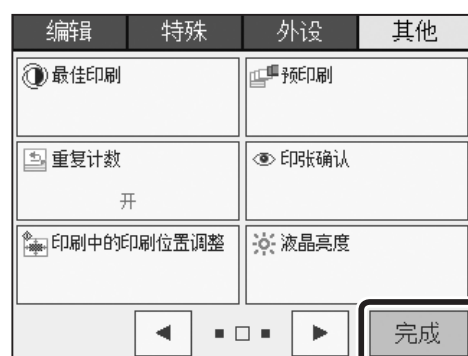 编辑 特殊 外设 其他
最佳印刷 预印刷
重复计数 印张确认
开
印刷中的印刷位置调整 液晶亮度
完成